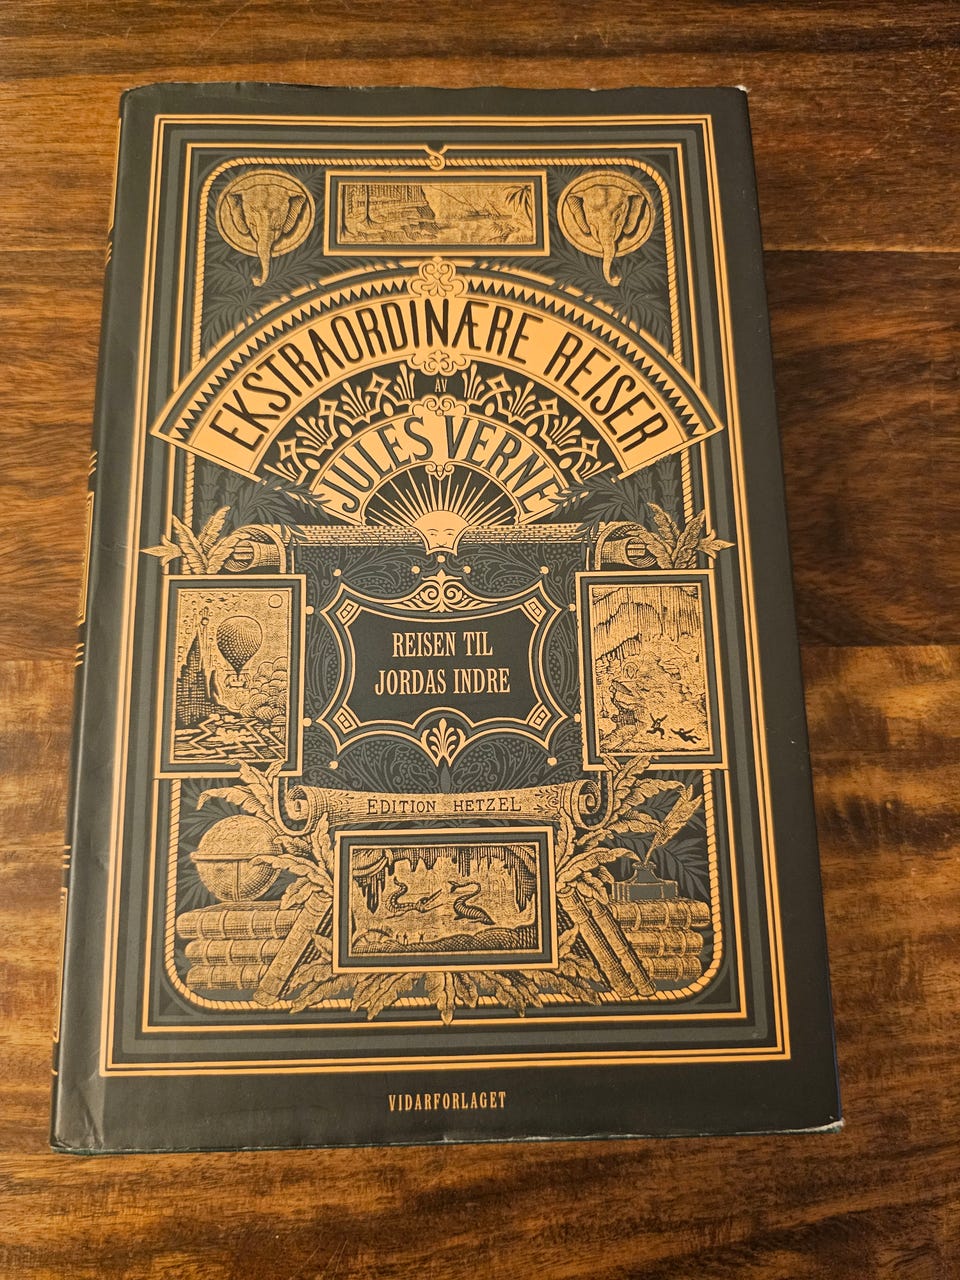 EKSTRAORDINÆRE REISER
AV
JULES VERNE
REISEN TIL
JORDAS INDRE
EDITION HETZEL
VIDARFORLAGET